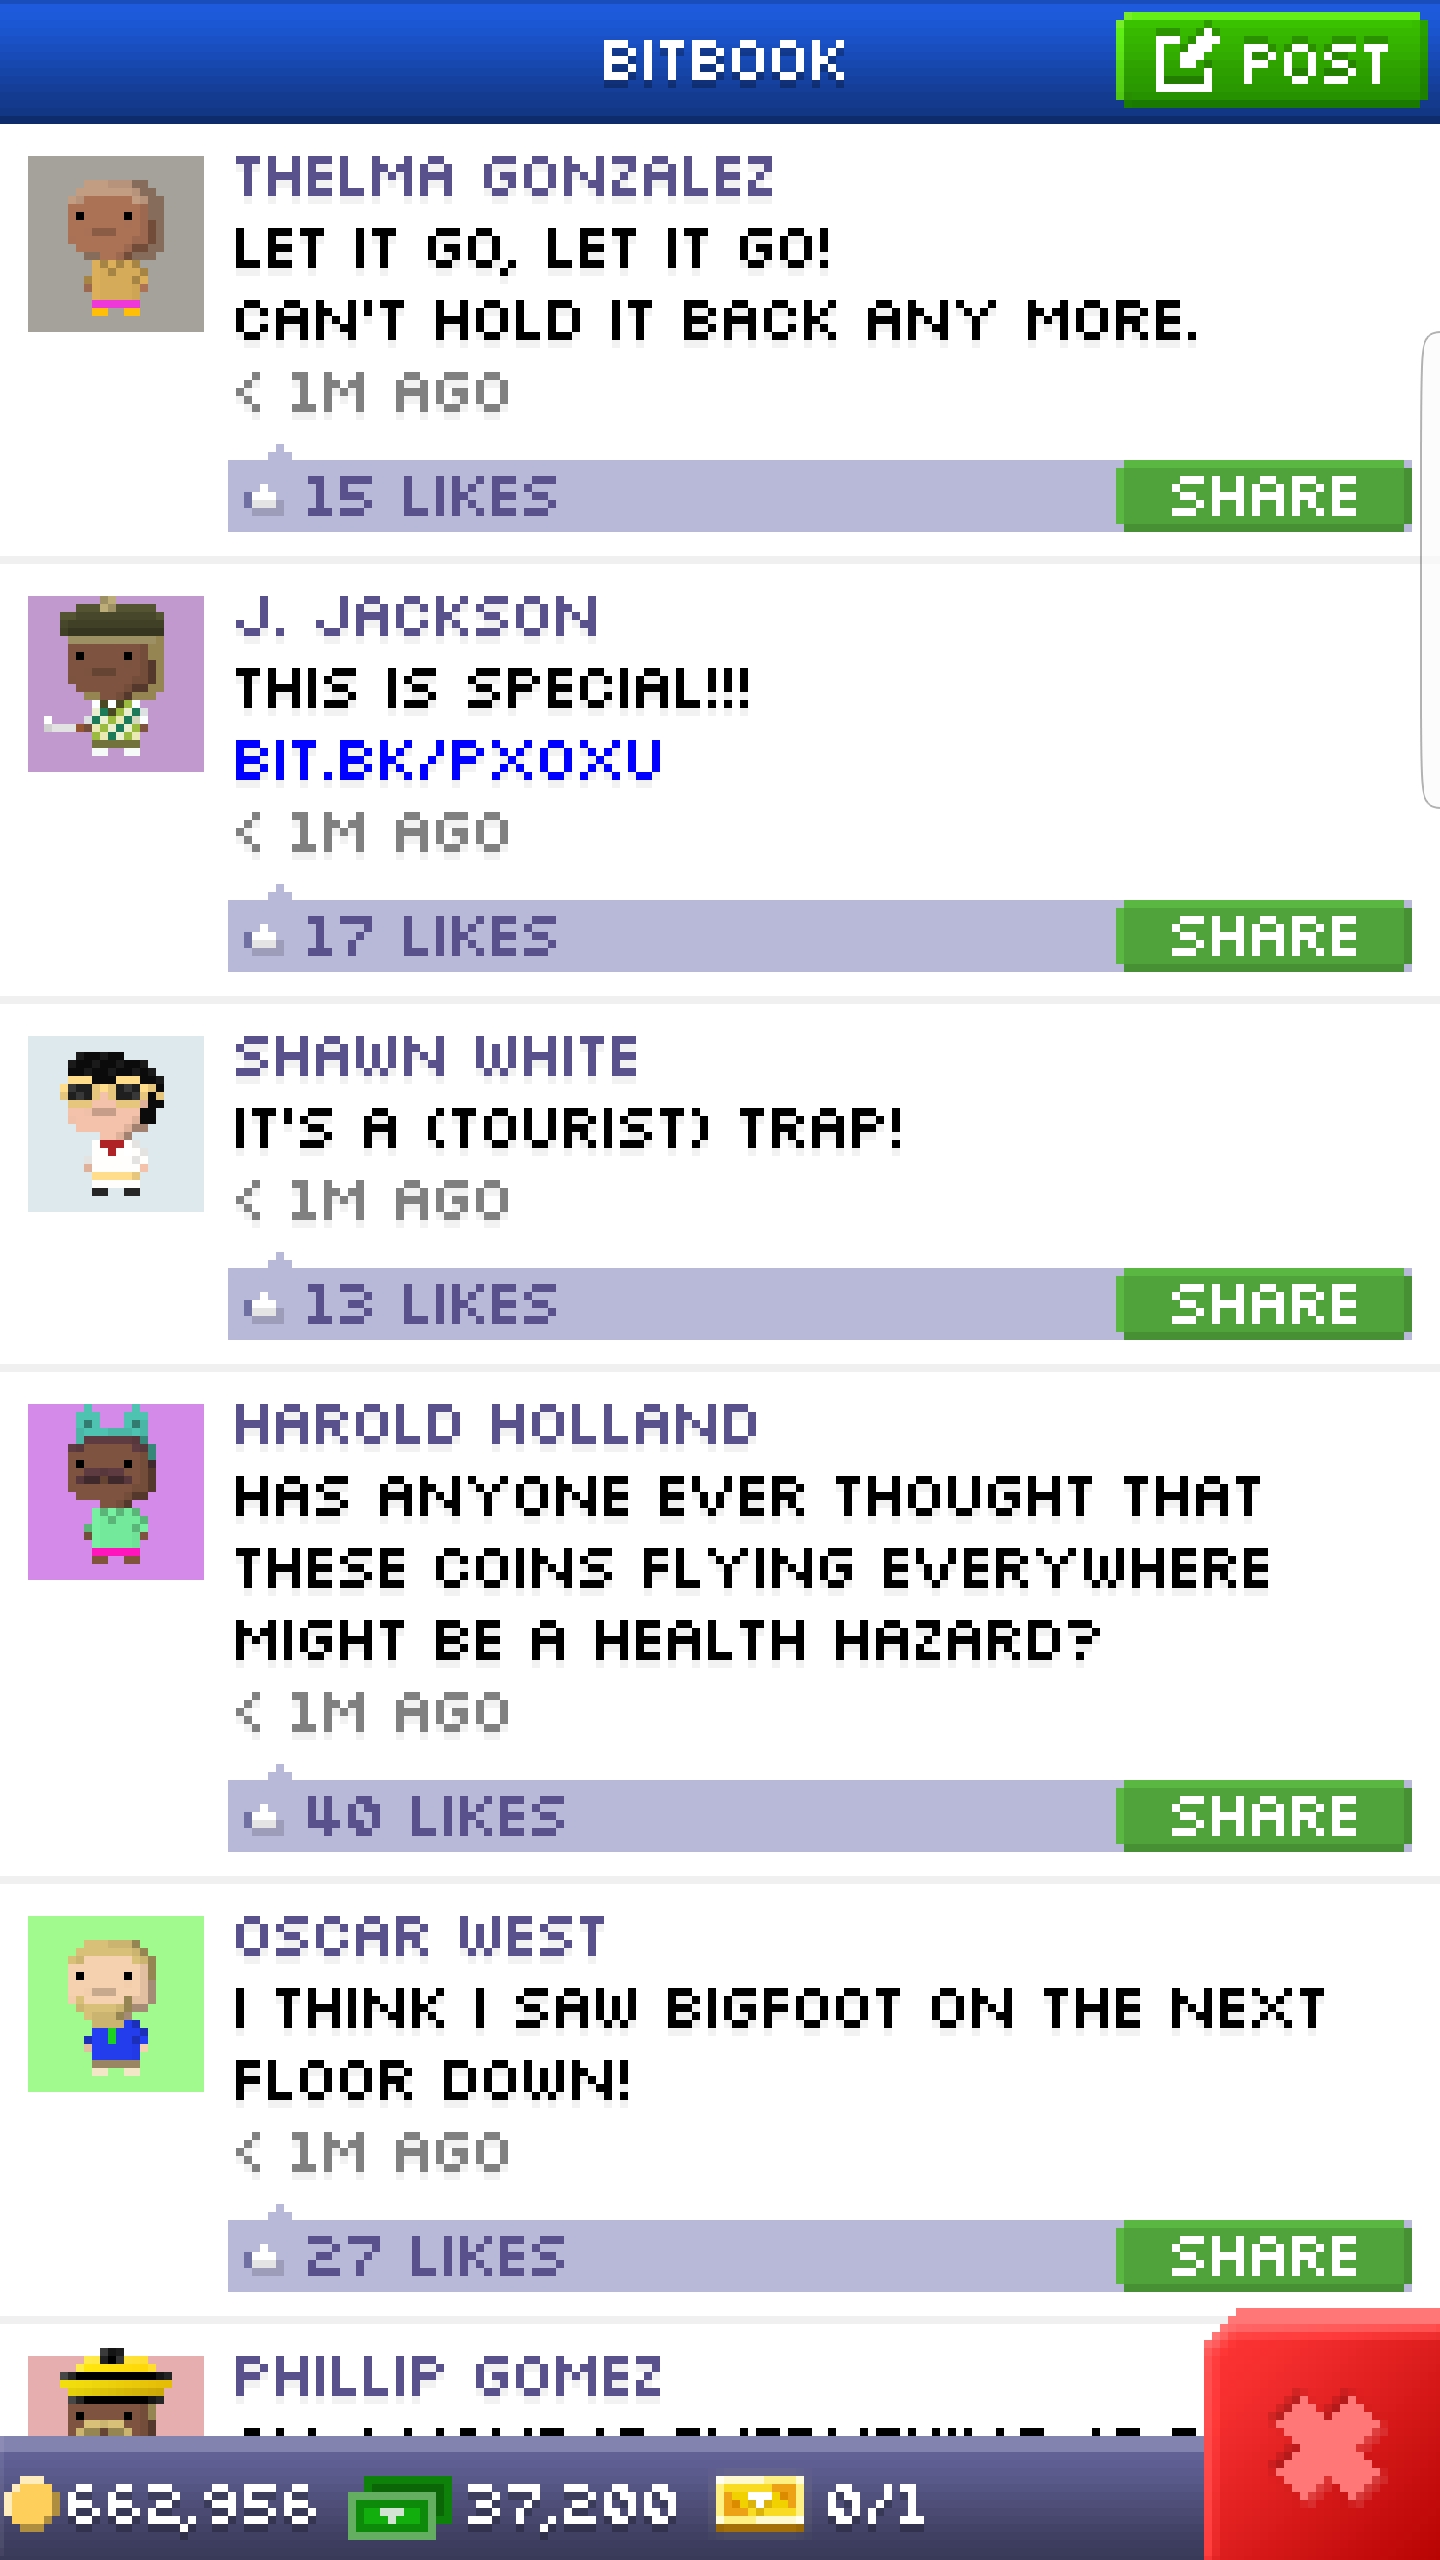 BITBOOK
POST
THELMA GONZALEZ
LET IT GO, LET IT GO!
CAN'T HOLD IT BACK ANY MORE.
< 1M AGO
15 LIKES
SHARE
J. JACKSON
THIS IS SPECIAL!!!
BIT.BK/PXOXU
< 1M AGO
17 LIKES
SHARE
SHAWN WHITE
IT'S A (TOURIST) TRAP!
< 1M AGO
13 LIKES
SHARE
HAROLD HOLLAND
HAS ANYONE EVER THOUGHT THAT
THESE COINS FLYING EVERYWHERE
MIGHT BE A HEALTH HAZARD?
< 1M AGO
40 LIKES
SHARE
OSCAR WEST
I THINK I SAW BIGFOOT ON THE NEXT
FLOOR DOWN!
< 1M AGO
27 LIKES
SHARE
PHILLIP GOMEZ
662,956
37,200
0/1